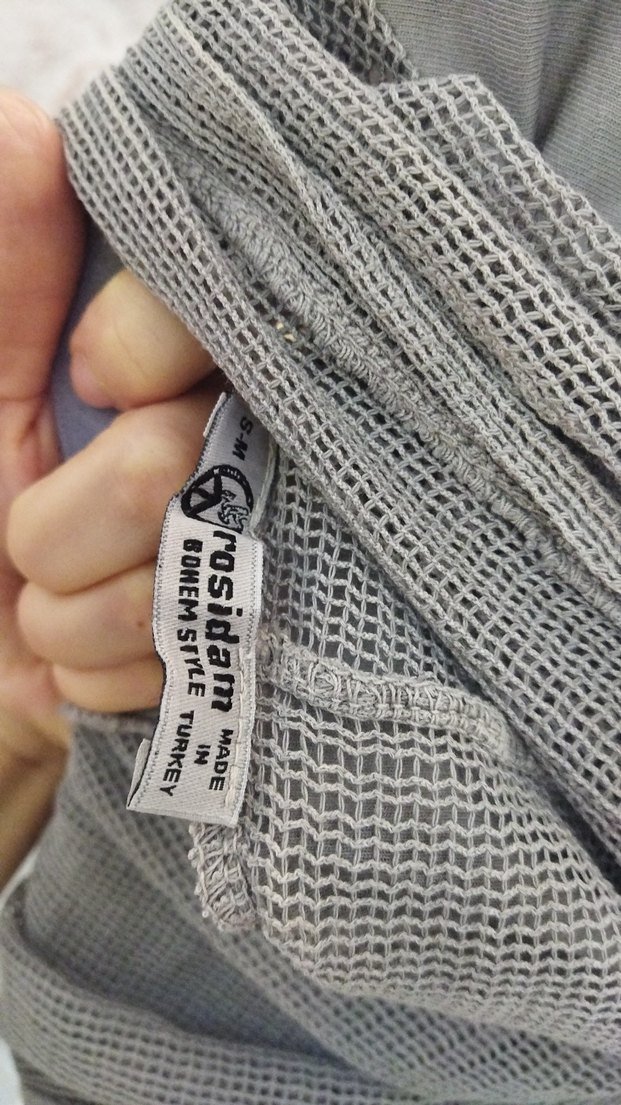 S-M
rosidam
BOHEM STYLE
MADE
IN
TURKEY